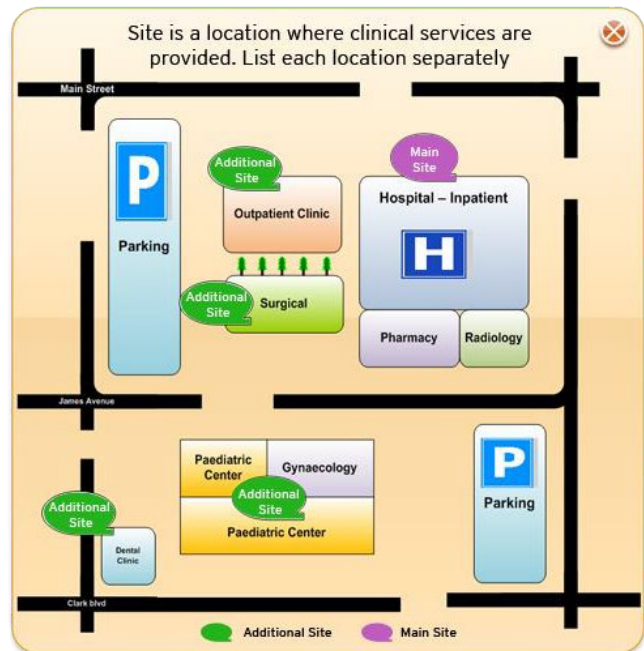 Site is a location where clinical services are
provided. List each location separately
Main Street
P
Parking
Additional
Site
Outpatient Clinic
Main
Site
Hospital – Inpatient
H
Additional
Site
Surgical
Pharmacy
Radiology
James Avenue
Paediatric
Center
Gynaecology
Additional
Site
Paediatric Center
P
Parking
Additional
Site
Dental
Clinic
Clark blvd
Additional Site
Main Site